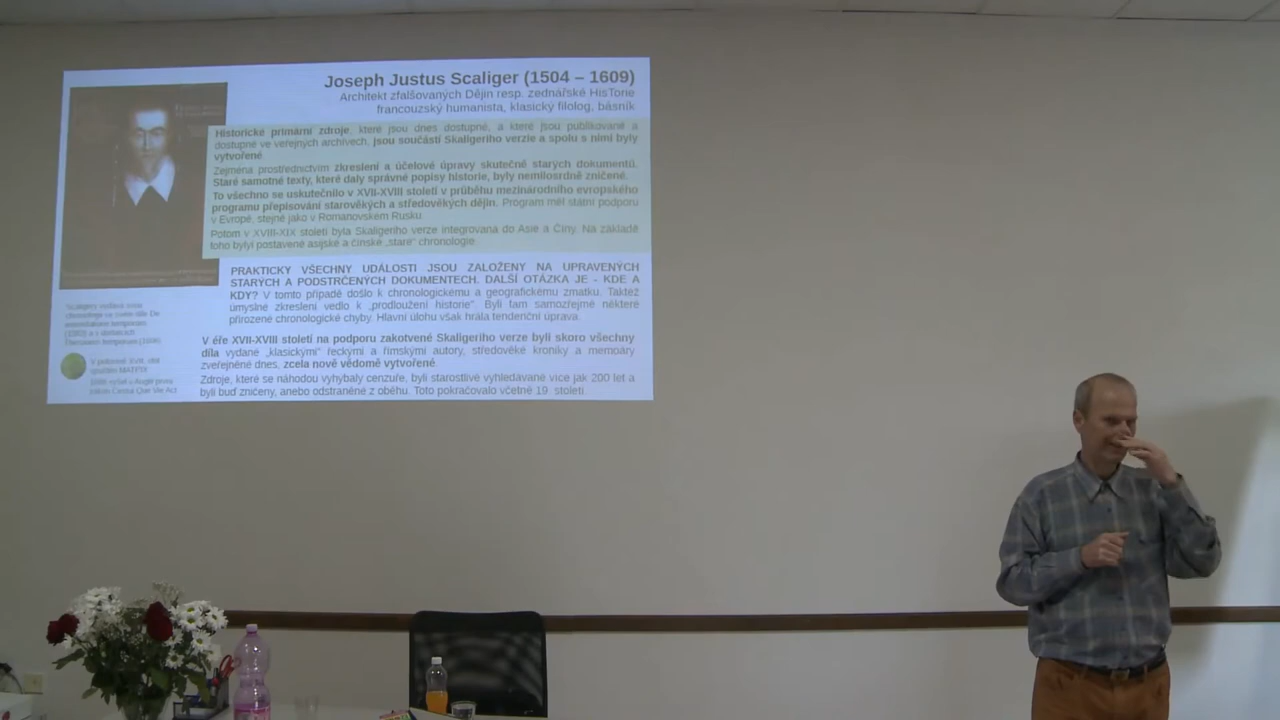 Joseph Justus Scaliger (1504 – 1609)
Architekt zfalšovaných Dějin resp. zednářské HisTorie
francouzský humanista, klasický filolog, básník
Historické primární zdroje, které jsou dnes dostupné, a které jsou publikované a
dostupné ve veřejných archivech, jsou součástí Skaligeriho verzie a spolu s nimi byly
vytvořené.
Zejména prostřednictvím zkreslení a účelové úpravy skutečně starých dokumentů.
Staré samotné texty, které daly správné popisy historie, byly nemilosrdně zničené.
To všechno se uskutečnilo v XVII-XVIII století v průběhu mezinárodního evropského
programu přepisování starověkých a středověkých dějin. Program měl státní podporu
v Evropě, stejně jako v Romanovskem Rusku.
Potom v XVIII-XIX století byla Skaligeriho verze integrovana do Asie a Číny. Na základě
toho bylyi postavené asijské a čínské „staré“ chronologie.
PRAKTICKY VŠECHNY UDÁLOSTI JSOU ZALOŽENY NA UPRAVENÝCH
STARÝCH A PODSTRČENÝCH DOKUMENTECH. DALŠÍ OTÁZKA JE - KDE A
KDY? V tomto případě došlo k chronologickému a geografickému zmatku. Taktéž
úmyslné zkreslení vedlo k „prodloužení historie“. Byli tam samozřejmě některé
přirozené chronologické chyby. Hlavní úlohu však hrála tendenční úprava.
V éře XVII-XVIII století na podporu zakotvené Skaligeriho verze byli skoro všechny
díla vydané „klasickými“ řeckými a římskými autory, středověké kroniky a memoáry
zveřejněné dnes, zcela nově vědomě vytvořené.
Zdroje, které se náhodou vyhýbaly cenzuře, byli starostlivě vyhledávané více jak 200 let a
byli buď zničeny, anebo odstraněné z oběhu. Toto pokračovalo včetně 19. století.